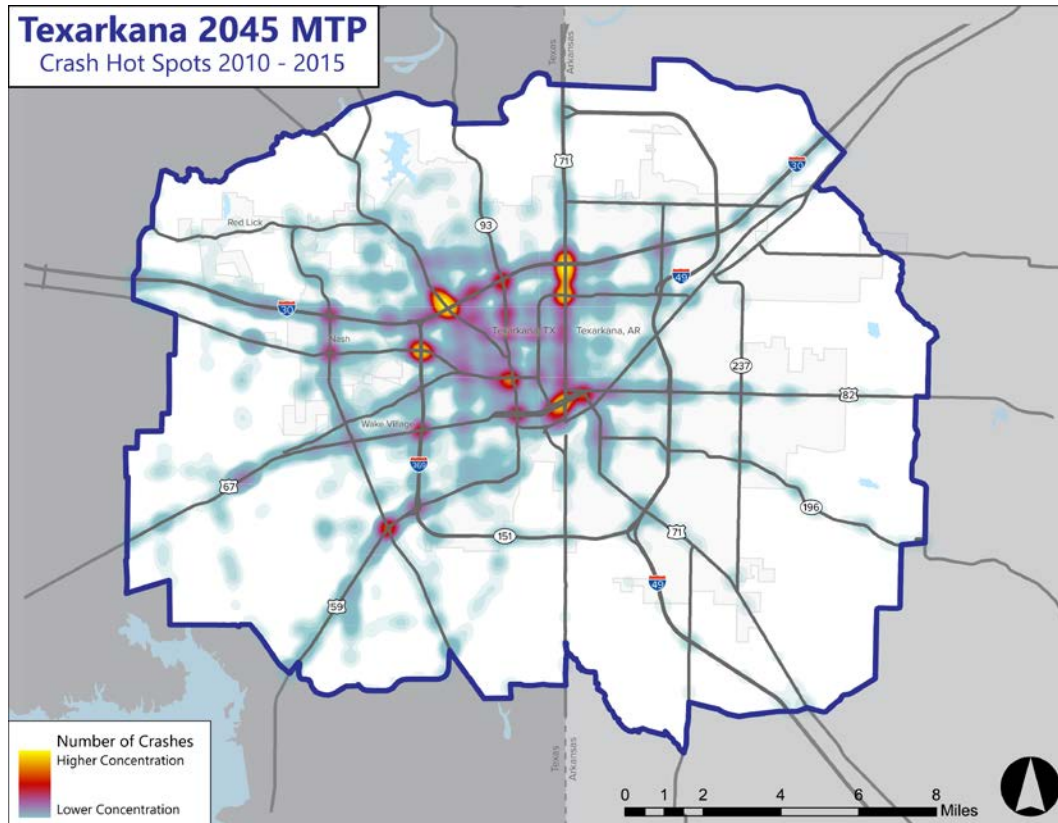 Texarkana 2045 MTP
Crash Hot Spots 2010 - 2015
Texas
Arkansas
71
30
93
Red Lick
49
30
Texarkana, TX
Texarkana, AR
Nash
237
82
Wake Village
369
67
196
151
71
49
59
Number of Crashes
Higher Concentration
Lower Concentration
Texas
Arkansas
0 1 2 4 6 8
Miles